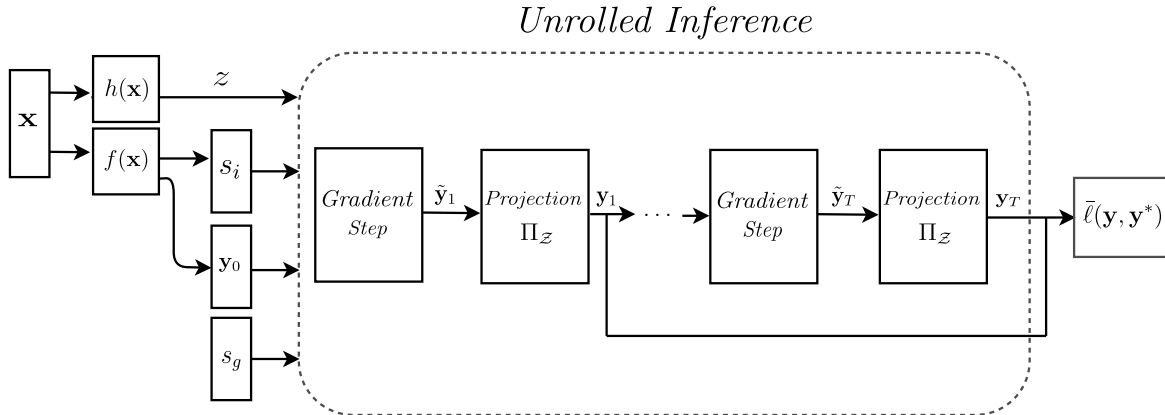 Unrolled Inference
x
h(x)
z
f(x)
s_i
y_0
s_g
Gradient
Step
ỹ_1
Projection
Π_𝒵
y_1
...
Gradient
Step
ỹ_T
Projection
Π_𝒵
y_T
ℓ̄(y, y*)